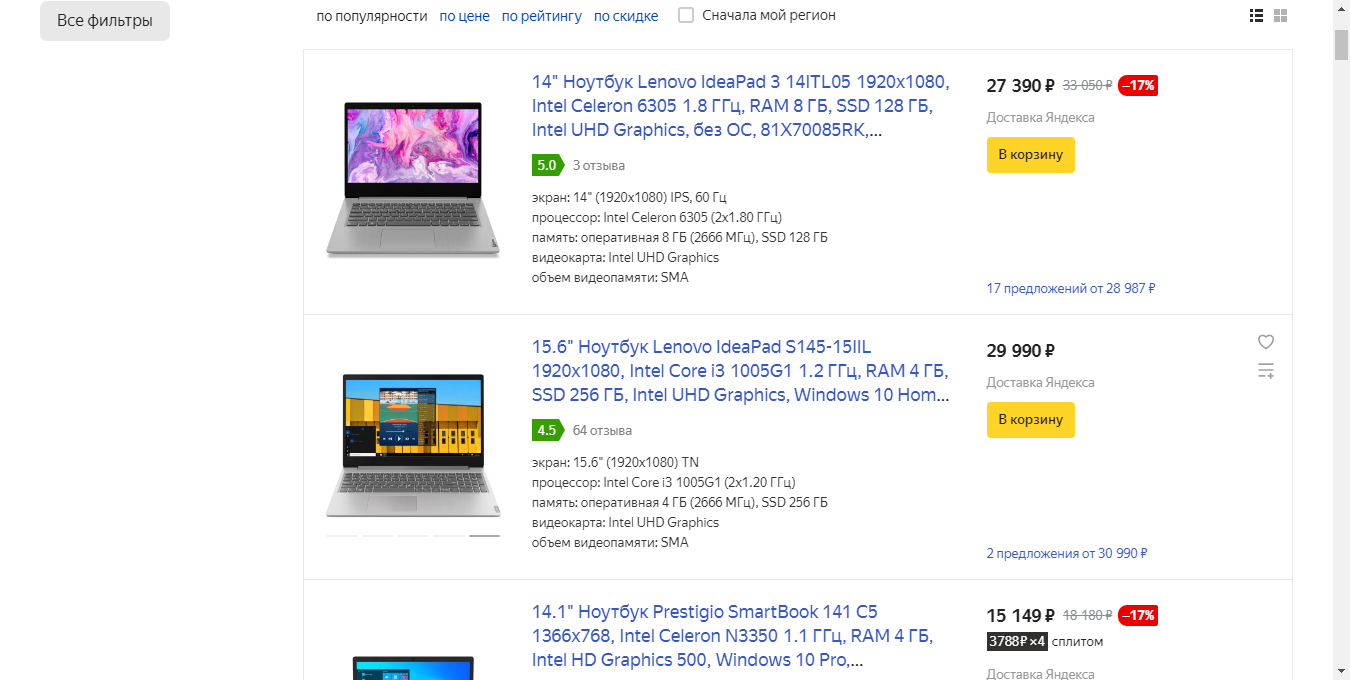 Все фильтры
по популярности по цене по рейтингу по скидке Сначала мой регион
14" Ноутбук Lenovo IdeaPad 3 14ITL05 1920x1080,
Intel Celeron 6305 1.8 ГГц, RAM 8 ГБ, SSD 128 ГБ,
Intel UHD Graphics, без ОС, 81X70085RK,...
27 390 ₽ 33 050 ₽ –17%
Доставка Яндекса
В корзину
5.0 3 отзыва
экран: 14" (1920x1080) IPS, 60 Гц
процессор: Intel Celeron 6305 (2x1.80 ГГц)
память: оперативная 8 ГБ (2666 МГц), SSD 128 ГБ
видеокарта: Intel UHD Graphics
объем видеопамяти: SMA
17 предложений от 28 987 ₽
15.6" Ноутбук Lenovo IdeaPad S145-15IIL
1920x1080, Intel Core i3 1005G1 1.2 ГГц, RAM 4 ГБ,
SSD 256 ГБ, Intel UHD Graphics, Windows 10 Hom...
29 990 ₽
Доставка Яндекса
В корзину
4.5 64 отзыва
экран: 15.6" (1920x1080) TN
процессор: Intel Core i3 1005G1 (2x1.20 ГГц)
память: оперативная 4 ГБ (2666 МГц), SSD 256 ГБ
видеокарта: Intel UHD Graphics
объем видеопамяти: SMA
2 предложения от 30 990 ₽
14.1" Ноутбук Prestigio SmartBook 141 C5
1366x768, Intel Celeron N3350 1.1 ГГц, RAM 4 ГБ,
Intel HD Graphics 500, Windows 10 Pro,...
15 149 ₽ 18 180 ₽ –17%
3788₽ ×4 сплитом
Доставка Яндекса